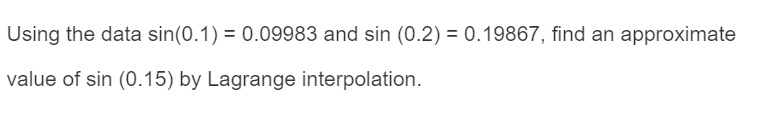 Using the data sin(0.1) = 0.09983 and sin (0.2) = 0.19867, find an approximate
value of sin (0.15) by Lagrange interpolation.